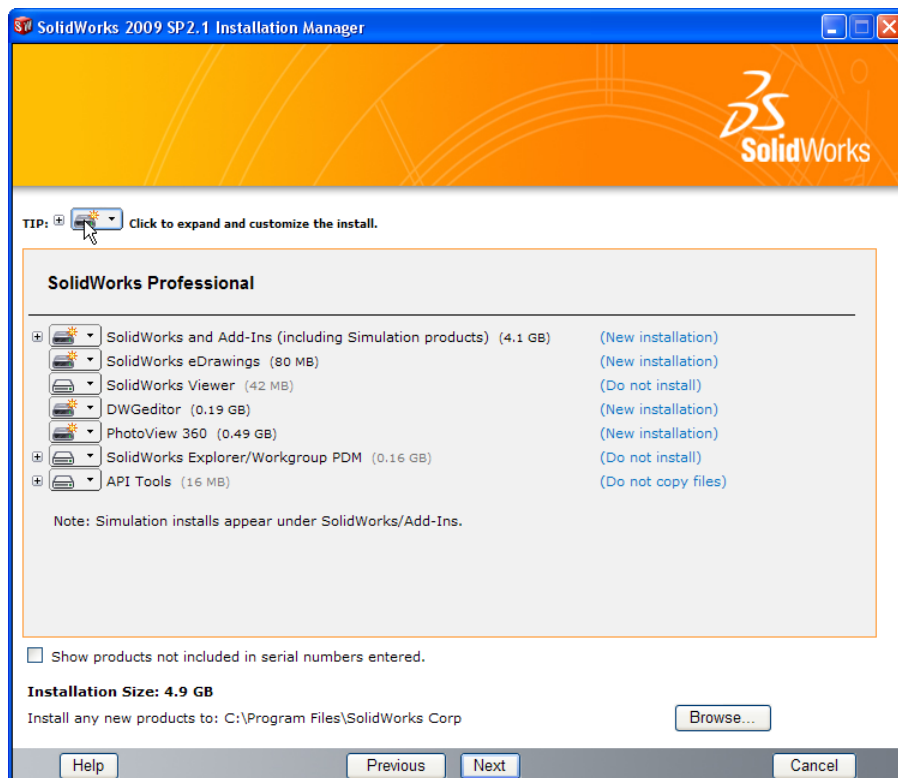 SolidWorks 2009 SP2.1 Installation Manager
SolidWorks
TIP: Click to expand and customize the install.
SolidWorks Professional
SolidWorks and Add-Ins (including Simulation products) (4.1 GB) (New installation)
SolidWorks eDrawings (80 MB) (New installation)
SolidWorks Viewer (42 MB) (Do not install)
DWGeditor (0.19 GB) (New installation)
PhotoView 360 (0.49 GB) (New installation)
SolidWorks Explorer/Workgroup PDM (0.16 GB) (Do not install)
API Tools (16 MB) (Do not copy files)
Note: Simulation installs appear under SolidWorks/Add-Ins.
Show products not included in serial numbers entered.
Installation Size: 4.9 GB
Install any new products to: C:\Program Files\SolidWorks Corp Browse...
Help Previous Next Cancel